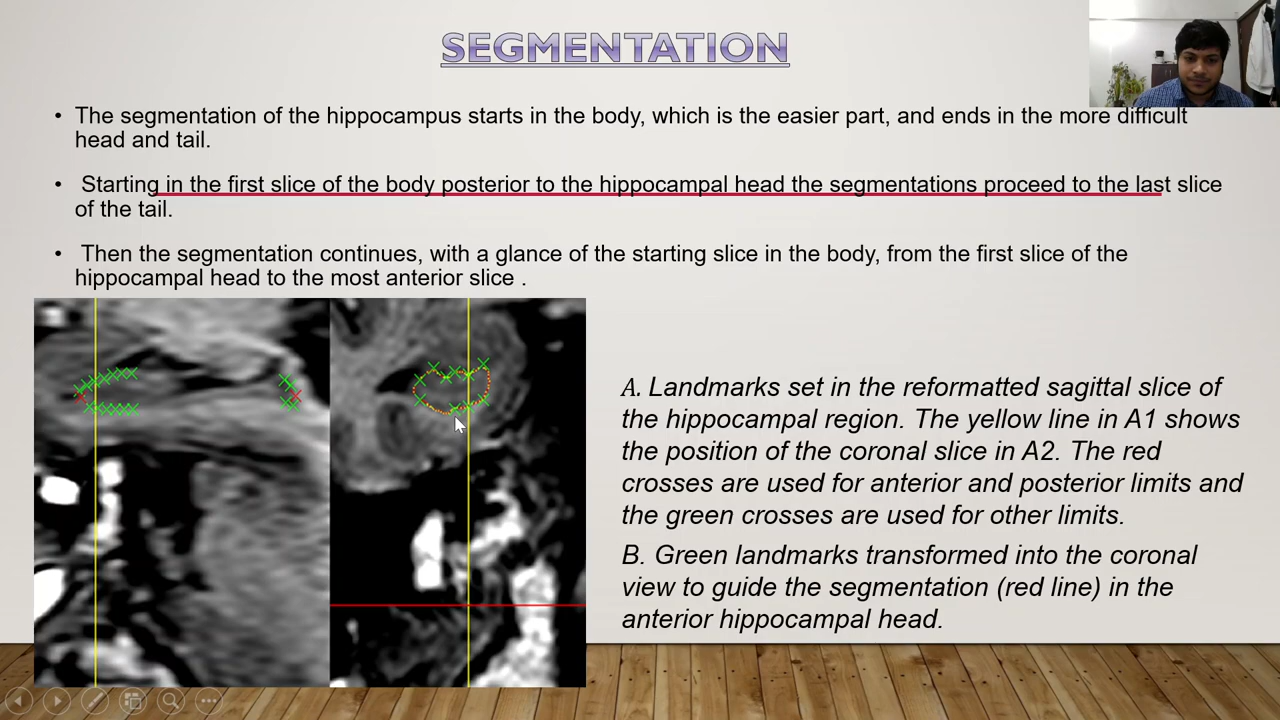 SEGMENTATION
• The segmentation of the hippocampus starts in the body, which is the easier part, and ends in the more difficult
head and tail.
• Starting in the first slice of the body posterior to the hippocampal head the segmentations proceed to the last slice
of the tail.
• Then the segmentation continues, with a glance of the starting slice in the body, from the first slice of the
hippocampal head to the most anterior slice .
A. Landmarks set in the reformatted sagittal slice of
the hippocampal region. The yellow line in A1 shows
the position of the coronal slice in A2. The red
crosses are used for anterior and posterior limits and
the green crosses are used for other limits.
B. Green landmarks transformed into the coronal
view to guide the segmentation (red line) in the
anterior hippocampal head.